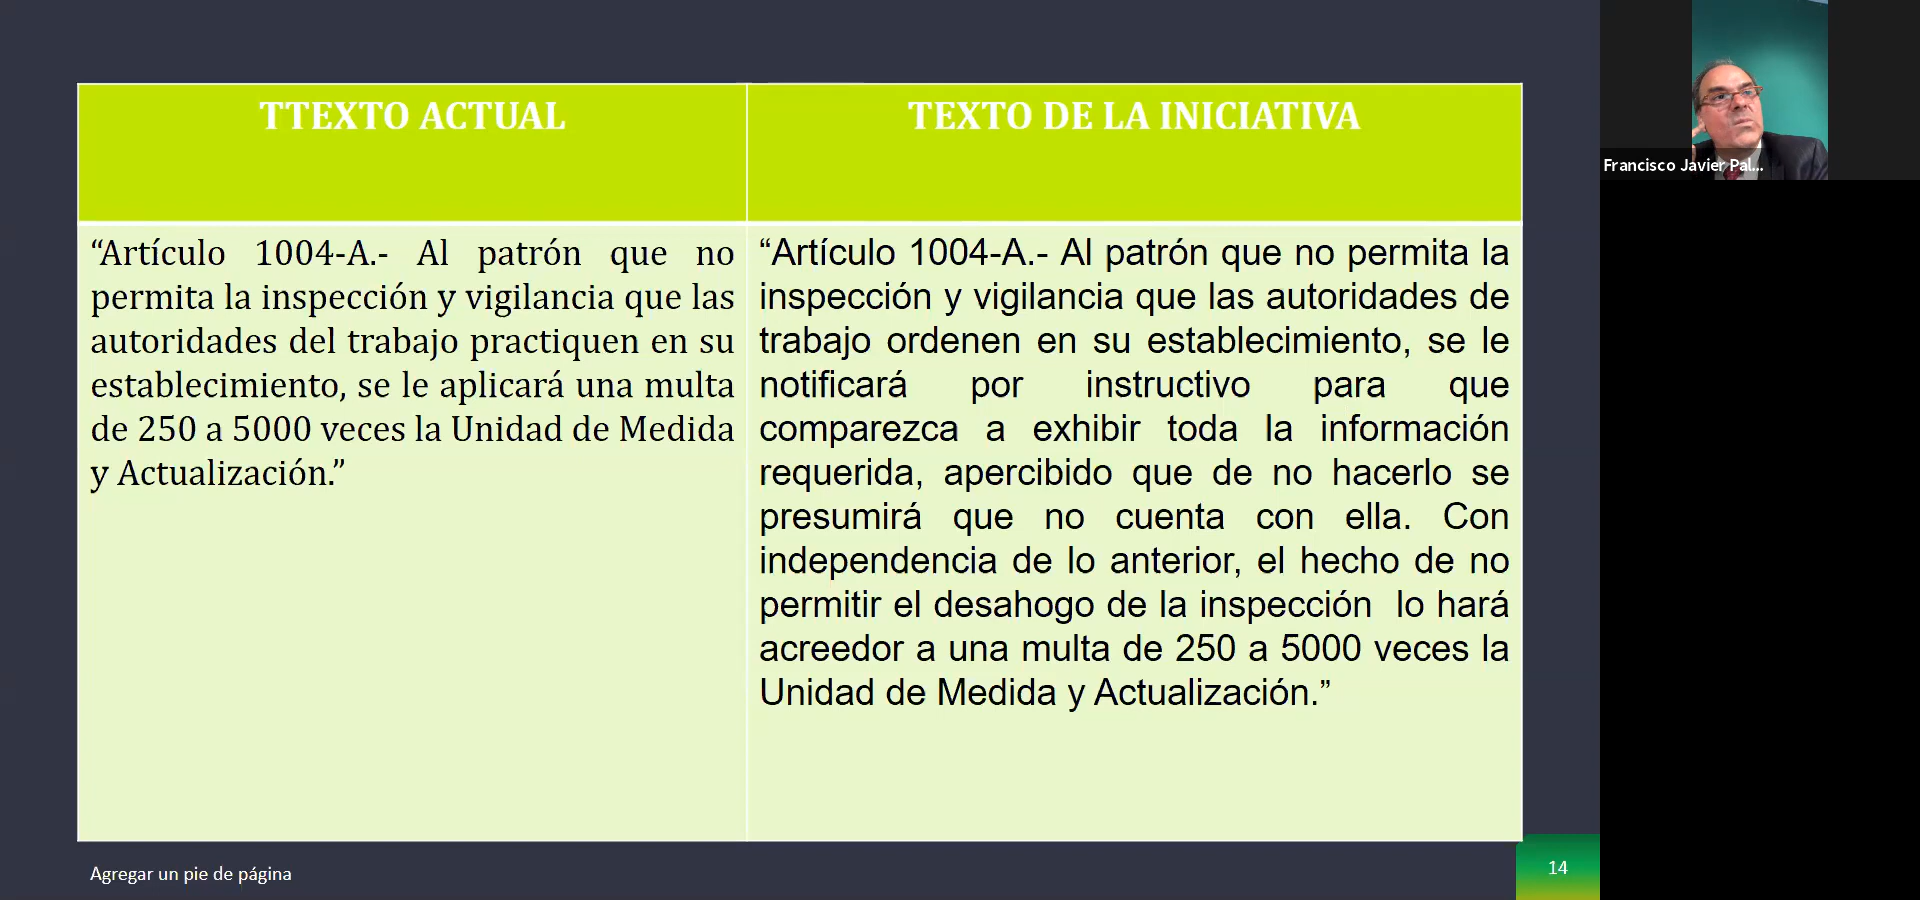 TTEXTO ACTUAL
TEXTO DE LA INICIATIVA
“Artículo 1004-A.- Al patrón que no
permita la inspección y vigilancia que las
autoridades del trabajo practiquen en su
establecimiento, se le aplicará una multa
de 250 a 5000 veces la Unidad de Medida
y Actualización.”
“Artículo 1004-A.- Al patrón que no permita la
inspección y vigilancia que las autoridades de
trabajo ordenen en su establecimiento, se le
notificará por instructivo para que
comparezca a exhibir toda la información
requerida, apercibido que de no hacerlo se
presumirá que no cuenta con ella. Con
independencia de lo anterior, el hecho de no
permitir el desahogo de la inspección lo hará
acreedor a una multa de 250 a 5000 veces la
Unidad de Medida y Actualización.”
Agregar un pie de página
14
Francisco Javier Pal...